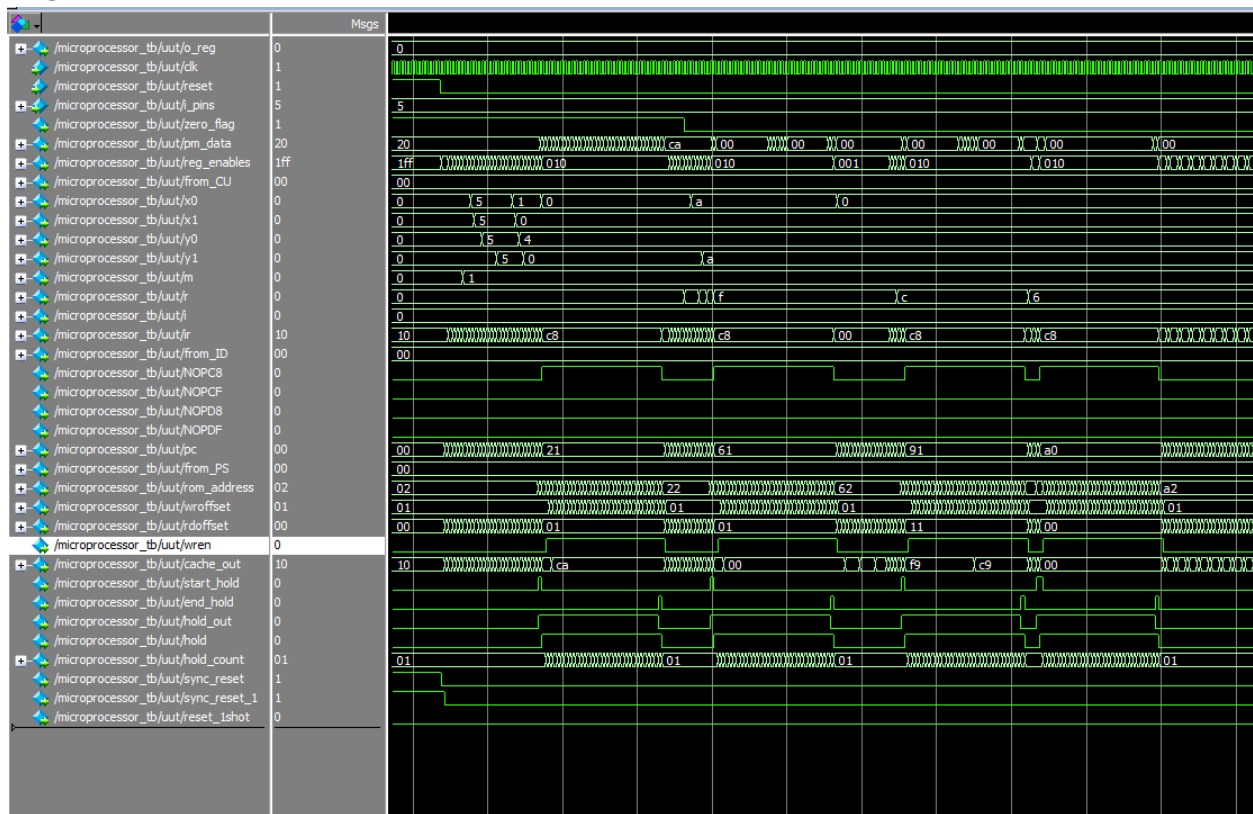 Msgs
/microprocessor_tb/uut/o_reg 0 0
/microprocessor_tb/uut/clk 1
/microprocessor_tb/uut/reset 1
/microprocessor_tb/uut/i_pins 5 5
/microprocessor_tb/uut/zero_flag 1
/microprocessor_tb/uut/pm_data 20 20 ca 00 00 00 00 00 00 00
/microprocessor_tb/uut/reg_enables 1ff 1ff 010 010 001 010 010
/microprocessor_tb/uut/from_CU 00 00
/microprocessor_tb/uut/x0 0 0 5 1 0 a 0
/microprocessor_tb/uut/x1 0 0 5 0
/microprocessor_tb/uut/y0 0 0 5 4
/microprocessor_tb/uut/y1 0 0 5 0 a
/microprocessor_tb/uut/m 0 0 1
/microprocessor_tb/uut/r 0 0 f c 6
/microprocessor_tb/uut/i 0 0
/microprocessor_tb/uut/ir 10 10 c8 c8 00 c8 c8
/microprocessor_tb/uut/from_ID 00 00
/microprocessor_tb/uut/NOPC8 0
/microprocessor_tb/uut/NOPCF 0
/microprocessor_tb/uut/NOPD8 0
/microprocessor_tb/uut/NOPDF 0
/microprocessor_tb/uut/pc 00 00 21 61 91 a0
/microprocessor_tb/uut/from_PS 00 00
/microprocessor_tb/uut/rom_address 02 02 22 62 a2
/microprocessor_tb/uut/wroffset 01 01 01 01 01
/microprocessor_tb/uut/rdoffset 00 00 01 01 11 00
/microprocessor_tb/uut/wren 0
/microprocessor_tb/uut/cache_out 10 10 ca 00 f9 c9 00
/microprocessor_tb/uut/start_hold 0
/microprocessor_tb/uut/end_hold 0
/microprocessor_tb/uut/hold_out 0
/microprocessor_tb/uut/hold 0
/microprocessor_tb/uut/hold_count 01 01 01 01 01
/microprocessor_tb/uut/sync_reset 1
/microprocessor_tb/uut/sync_reset_1 1
/microprocessor_tb/uut/reset_1shot 0